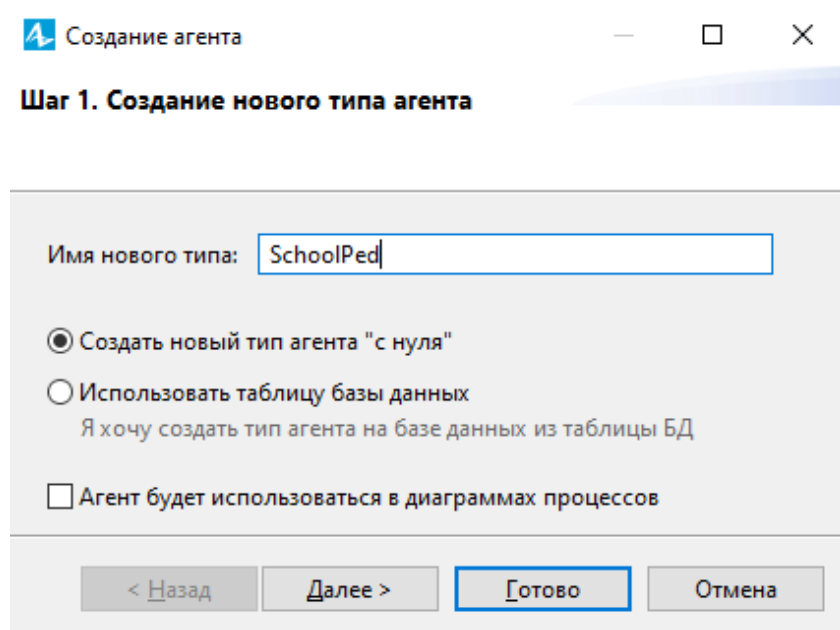 Создание агента
Шаг 1. Создание нового типа агента
Имя нового типа: SchoolPed
Создать новый тип агента "с нуля"
Использовать таблицу базы данных
Я хочу создать тип агента на базе данных из таблицы БД
Агент будет использоваться в диаграммах процессов
< Назад Далее > Готово Отмена